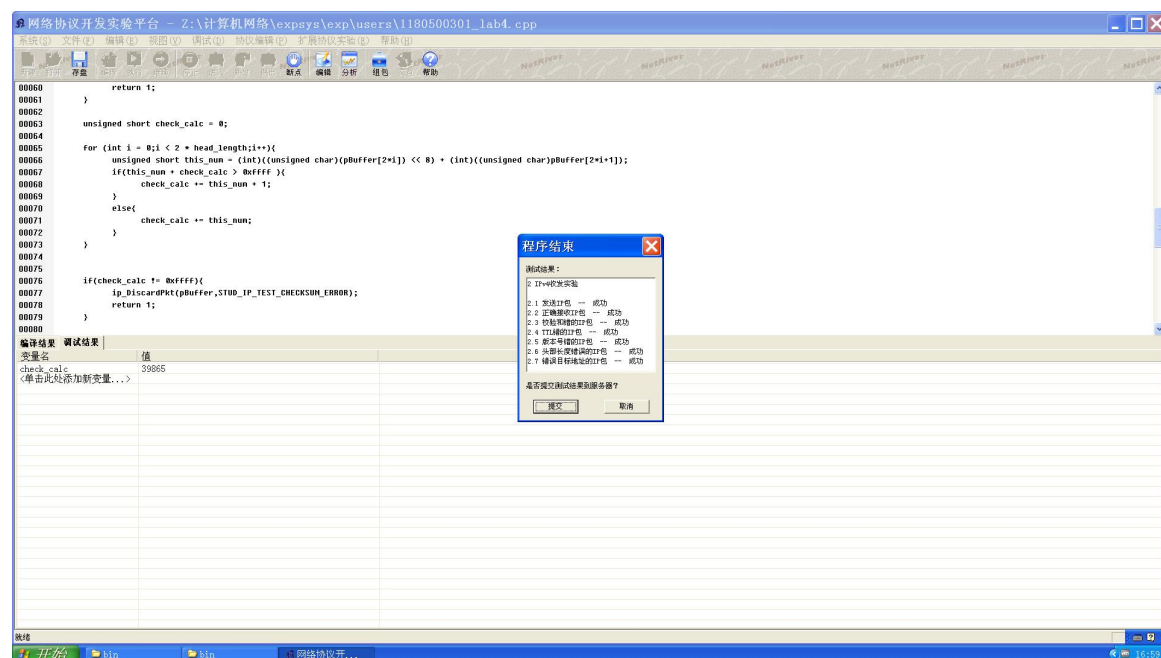 网络协议开发实验平台 - Z:\计算机网络\expsys\exp\users\1180500301_lab4.cpp
系统(S) 文件(F) 编辑(E) 视图(V) 调试(D) 协议编辑(P) 扩展协议实验(E) 帮助(H)
存盘 断点 编辑 分析 组包 帮助
00060 return 1;
00061 }
00062
00063 unsigned short check_calc = 0;
00064
00065 for (int i = 0;i < 2 * head_length;i++){
00066 unsigned short this_num = (int)((unsigned char)(pBuffer[2*i]) << 8) + (int)((unsigned char)pBuffer[2*i+1]);
00067 if(this_num + check_calc > 0xffff ){
00068 check_calc += this_num + 1;
00069 }
00070 else{
00071 check_calc += this_num;
00072 }
00073 }
00074
00075
00076 if(check_calc != 0xffff){
00077 ip_DiscardPkt(pBuffer,STUD_IP_TEST_CHECKSUM_ERROR);
00078 return 1;
00079 }
00080
程序结束
测试结果：
2 IPv4收发实验
2.1 发送IP包 -- 成功
2.2 正确接收IP包 -- 成功
2.3 校验和错的IP包 -- 成功
2.4 TTL错的IP包 -- 成功
2.5 版本号错的IP包 -- 成功
2.6 头部长度错误的IP包 -- 成功
2.7 错误目标地址的IP包 -- 成功
是否提交测试结果到服务器?
提交 取消
编译结果 调试结果
变量名 值
check_calc 39865
<单击此处添加新变量...>
就绪
开始 bin bin 网络协议开... 16:59